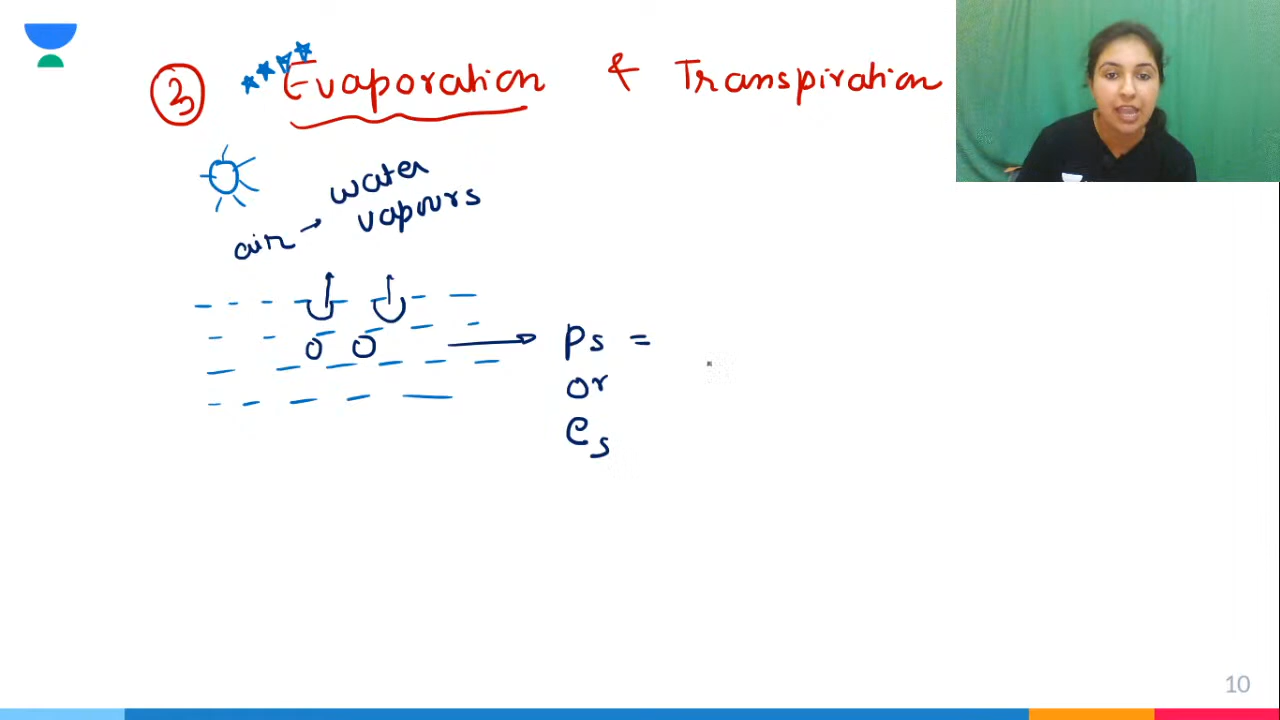 3 Evaporation & Transpiration
water
vapours
air →
Ps =
or
es
10